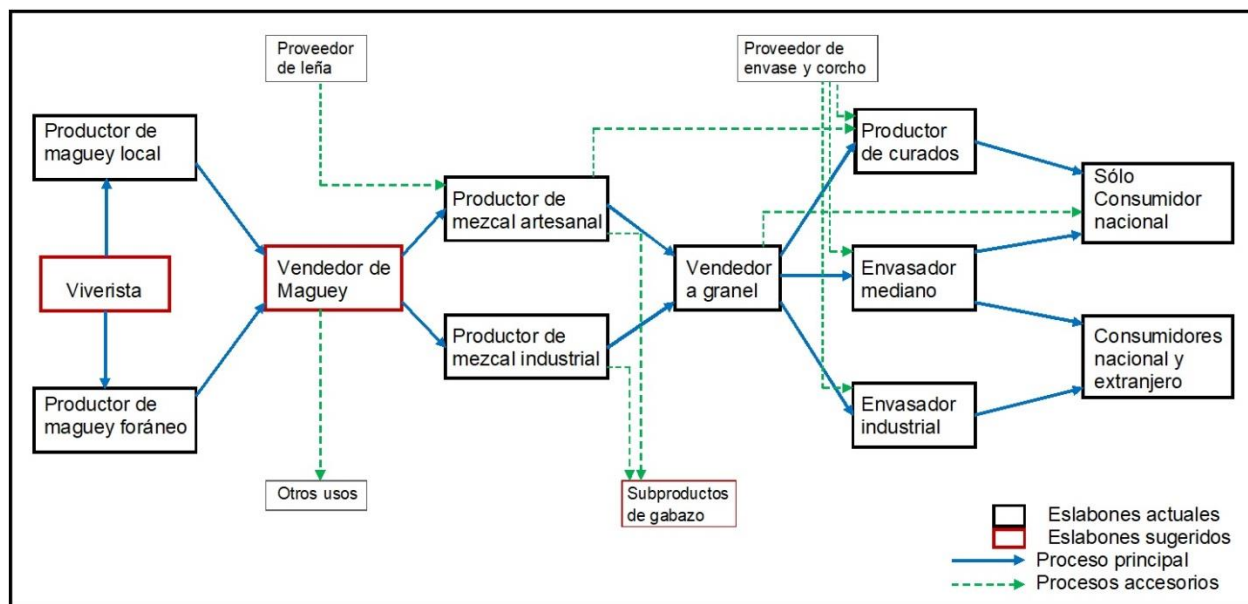 Proveedor
de leña
Proveedor de
envase y corcho
Productor de
maguey local
Viverista
Productor de
maguey foráneo
Vendedor de
Maguey
Otros usos
Productor de
mezcal artesanal
Productor de
mezcal industrial
Subproductos
de gabazo
Vendedor
a granel
Productor
de curados
Envasador
mediano
Envasador
industrial
Sólo
Consumidor
nacional
Consumidores
nacional y
extranjero
Eslabones actuales
Eslabones sugeridos
Proceso principal
Procesos accesorios